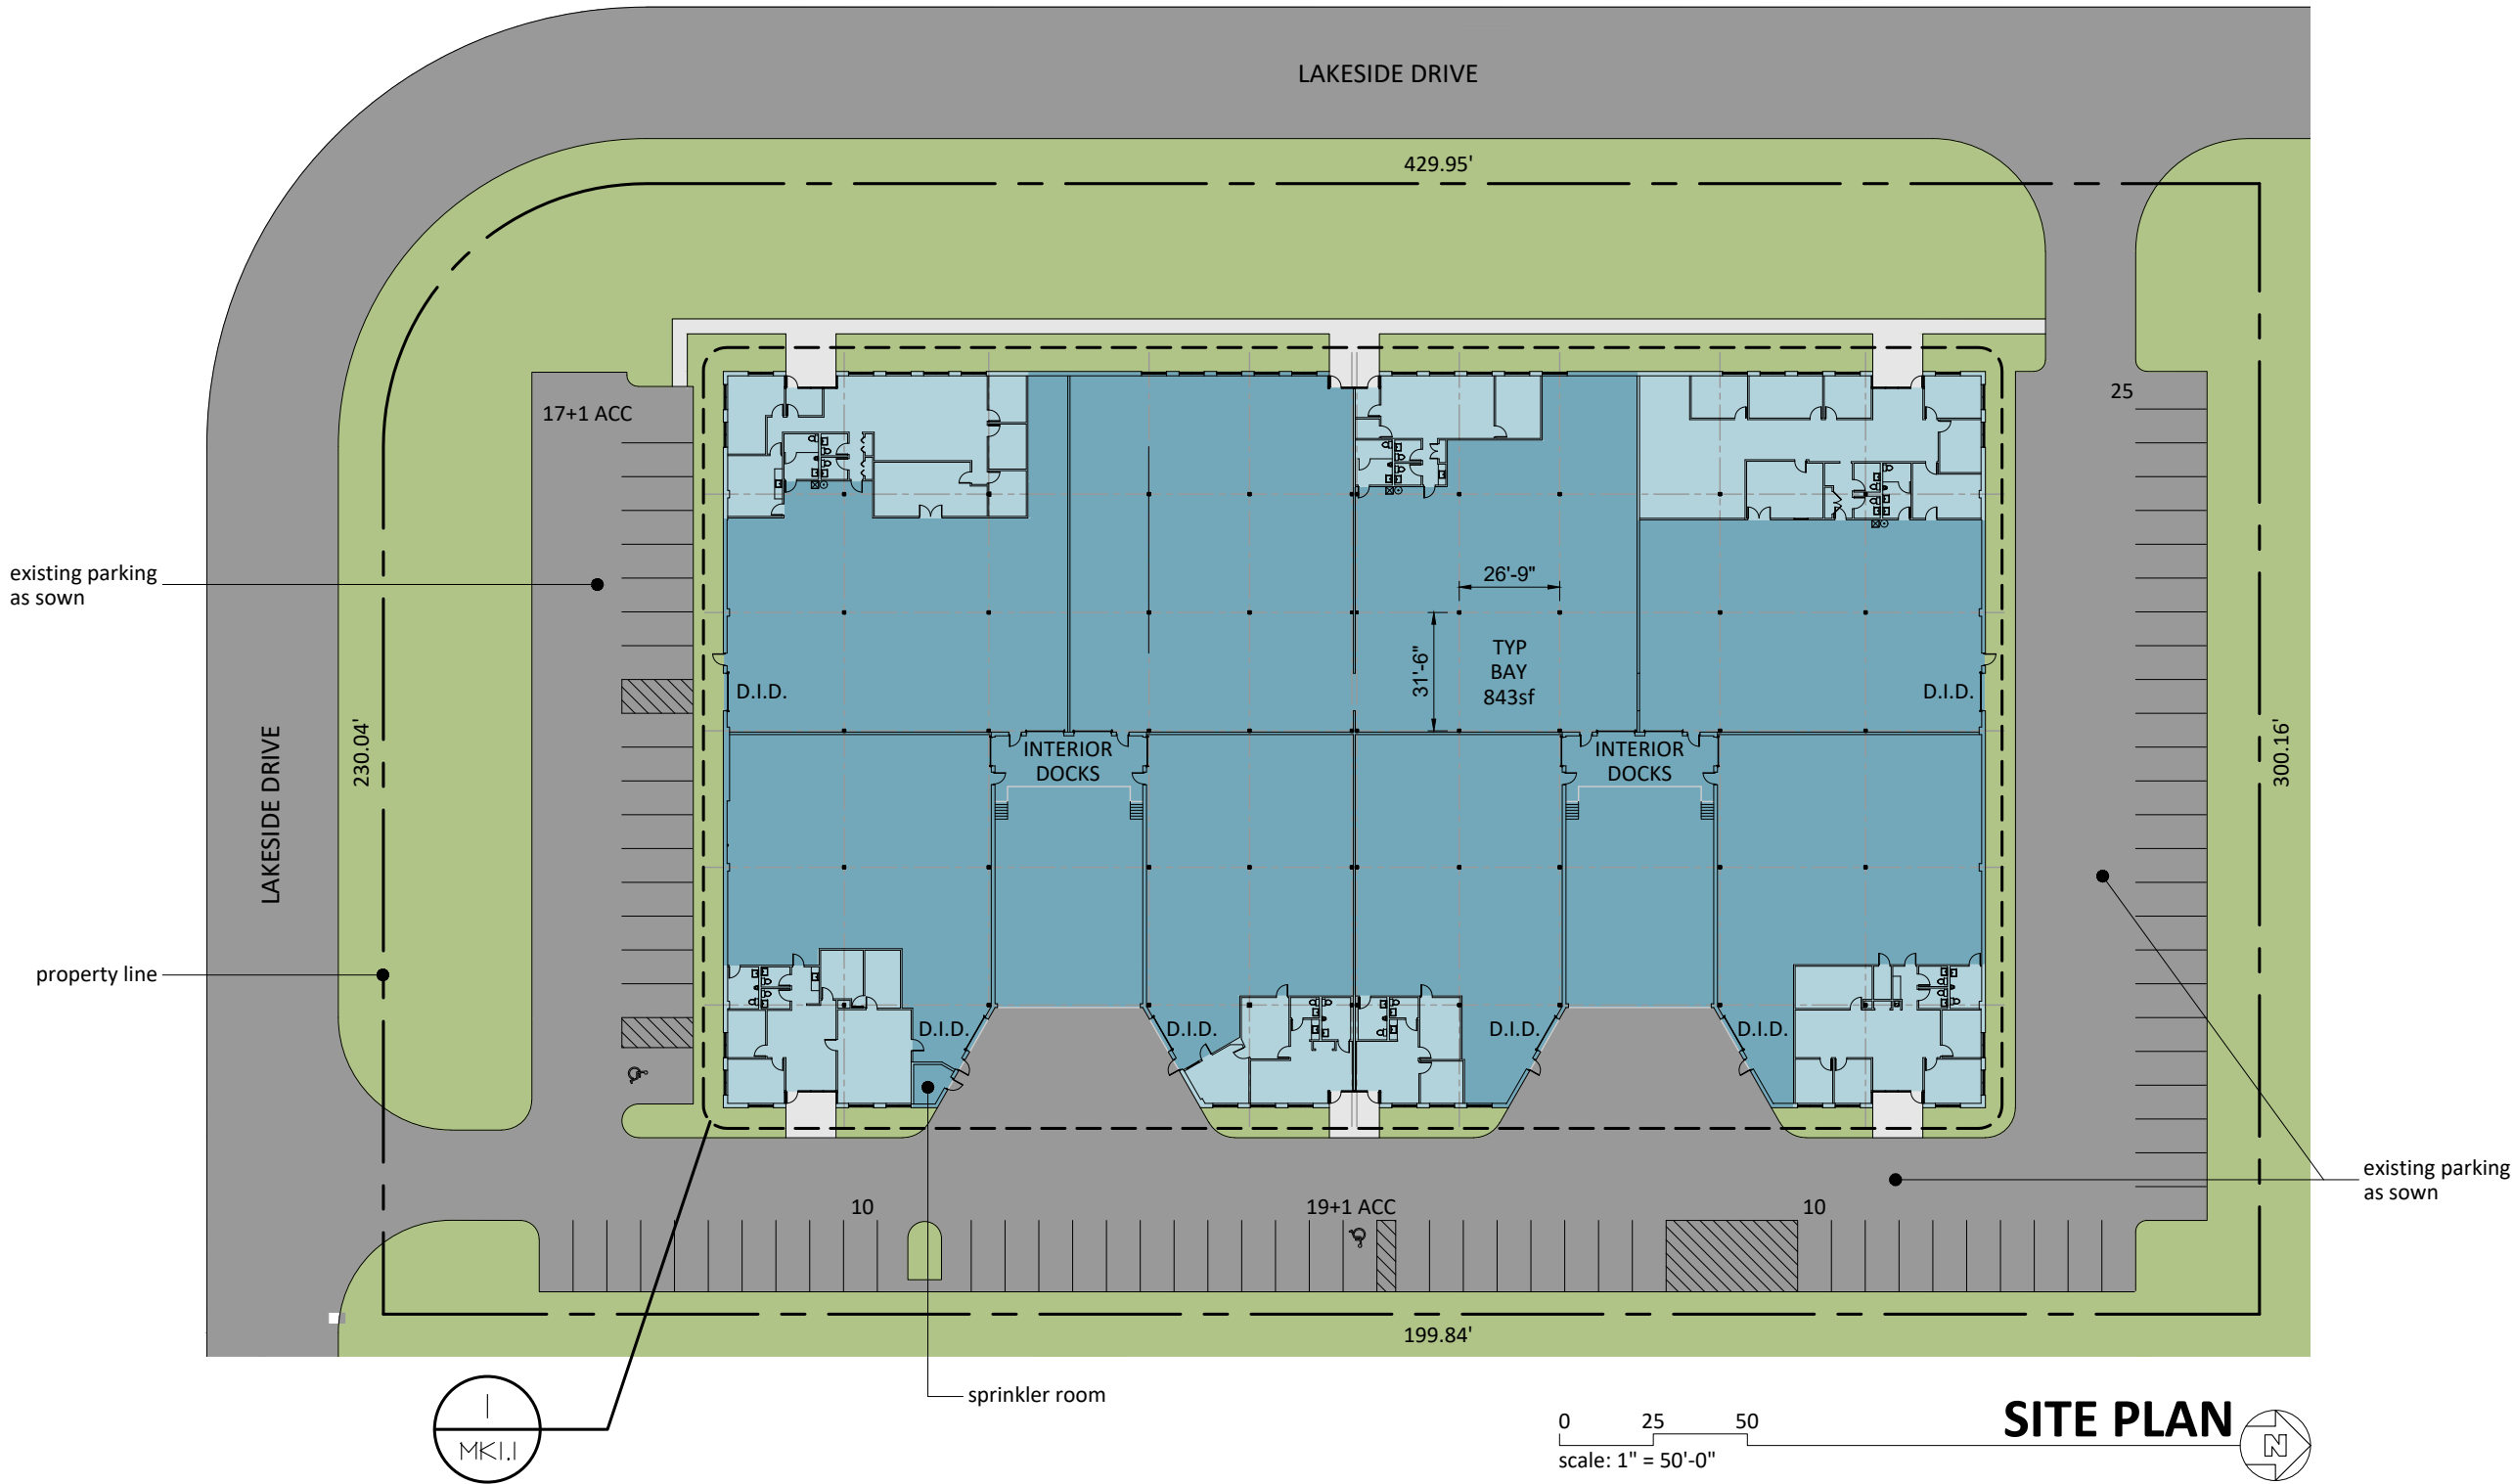 LAKESIDE DRIVE
429.95'
17+1 ACC
25
existing parking
as sown
26'-9"
31'-6"
TYP
BAY
843sf
D.I.D.
D.I.D.
LAKESIDE DRIVE
230.04'
300.16'
INTERIOR
DOCKS
INTERIOR
DOCKS
property line
D.I.D.
D.I.D.
D.I.D.
D.I.D.
existing parking
as sown
10
19+1 ACC
10
199.84'
sprinkler room
1
MK1.1
0 25 50
scale: 1" = 50'-0"
SITE PLAN
N